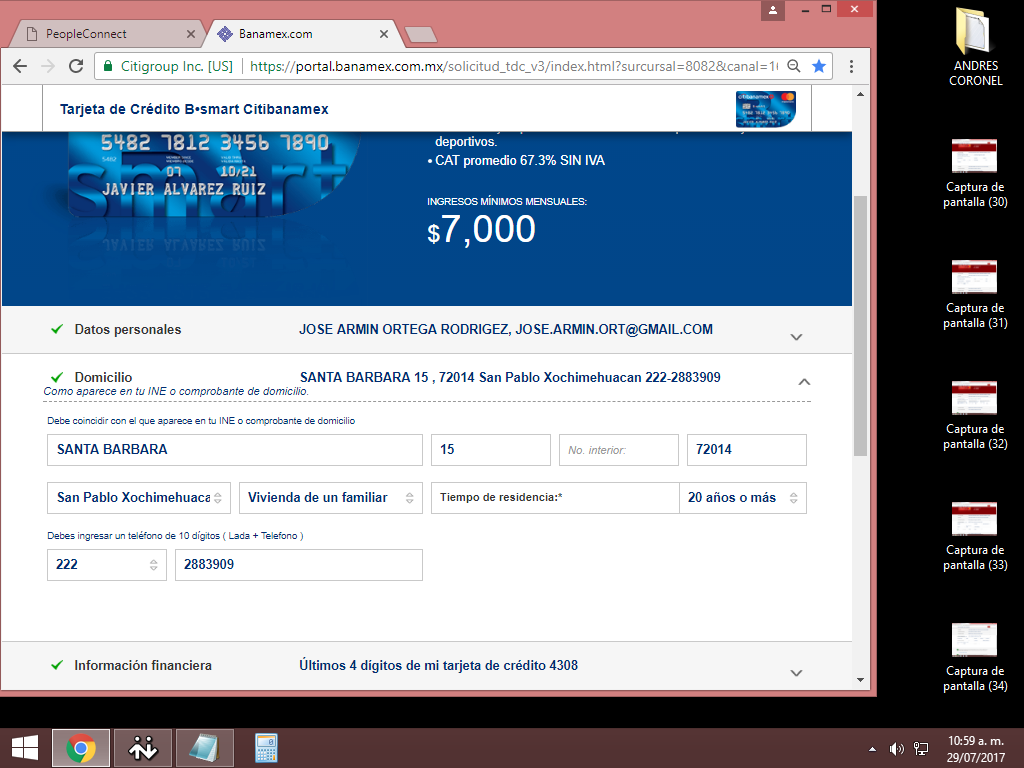 PeopleConnect
Banamex.com
Citigroup Inc. [US]
https://portal.banamex.com.mx/solicitud_tdc_v3/index.html?surcursal=8082&canal=1
Tarjeta de Crédito B•smart Citibanamex
citibanamex
deportivos.
• CAT promedio 67.3% SIN IVA
5482 7812 3456 7890
5482
07 10/21
JAVIER ALVAREZ RUIZ
smart
INGRESOS MÍNIMOS MENSUALES:
$7,000
Datos personales
JOSE ARMIN ORTEGA RODRIGEZ, JOSE.ARMIN.ORT@GMAIL.COM
Domicilio
SANTA BARBARA 15 , 72014 San Pablo Xochimehuacan 222-2883909
Como aparece en tu INE o comprobante de domicilio.
Debe coincidir con el que aparece en tu INE o comprobante de domicilio
SANTA BARBARA
15
No. interior:
72014
San Pablo Xochimehuaca
Vivienda de un familiar
Tiempo de residencia:*
20 años o más
Debes ingresar un teléfono de 10 dígitos ( Lada + Telefono )
222
2883909
Información financiera
Últimos 4 dígitos de mi tarjeta de crédito 4308
ANDRES
CORONEL
Captura de
pantalla (30)
Captura de
pantalla (31)
Captura de
pantalla (32)
Captura de
pantalla (33)
Captura de
pantalla (34)
10:59 a. m.
29/07/2017